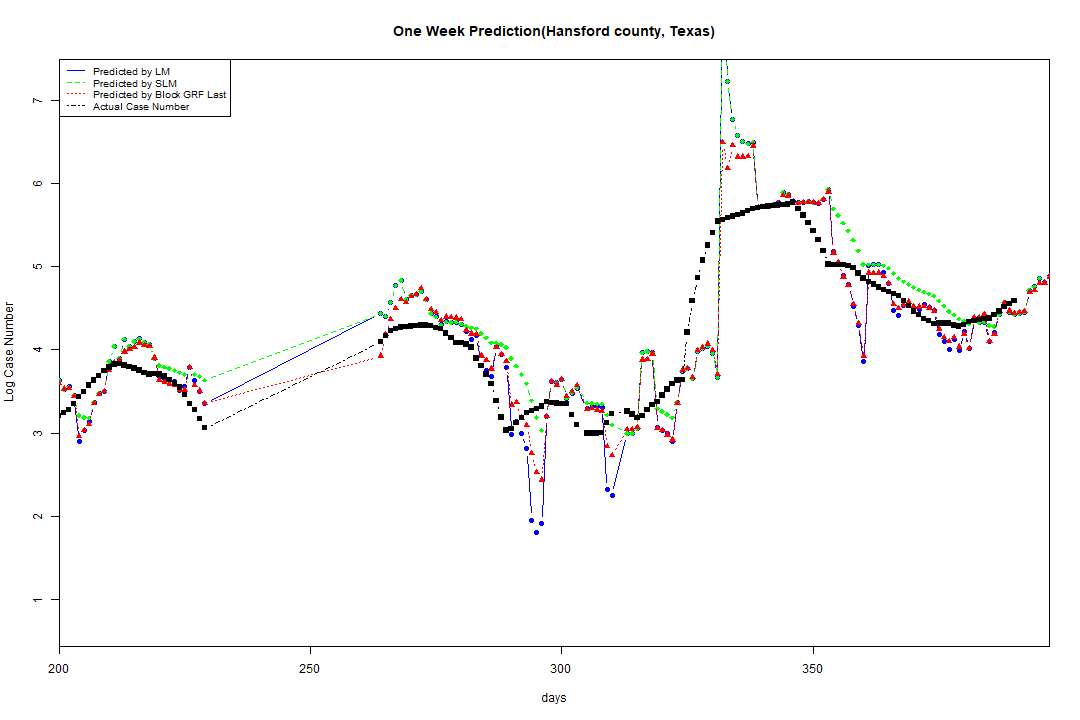 One Week Prediction(Hansford county, Texas)
Predicted by LM
Predicted by SLM
Predicted by Block GRF Last
Actual Case Number
Log Case Number
7
6
5
4
3
2
1
200
250
300
350
days